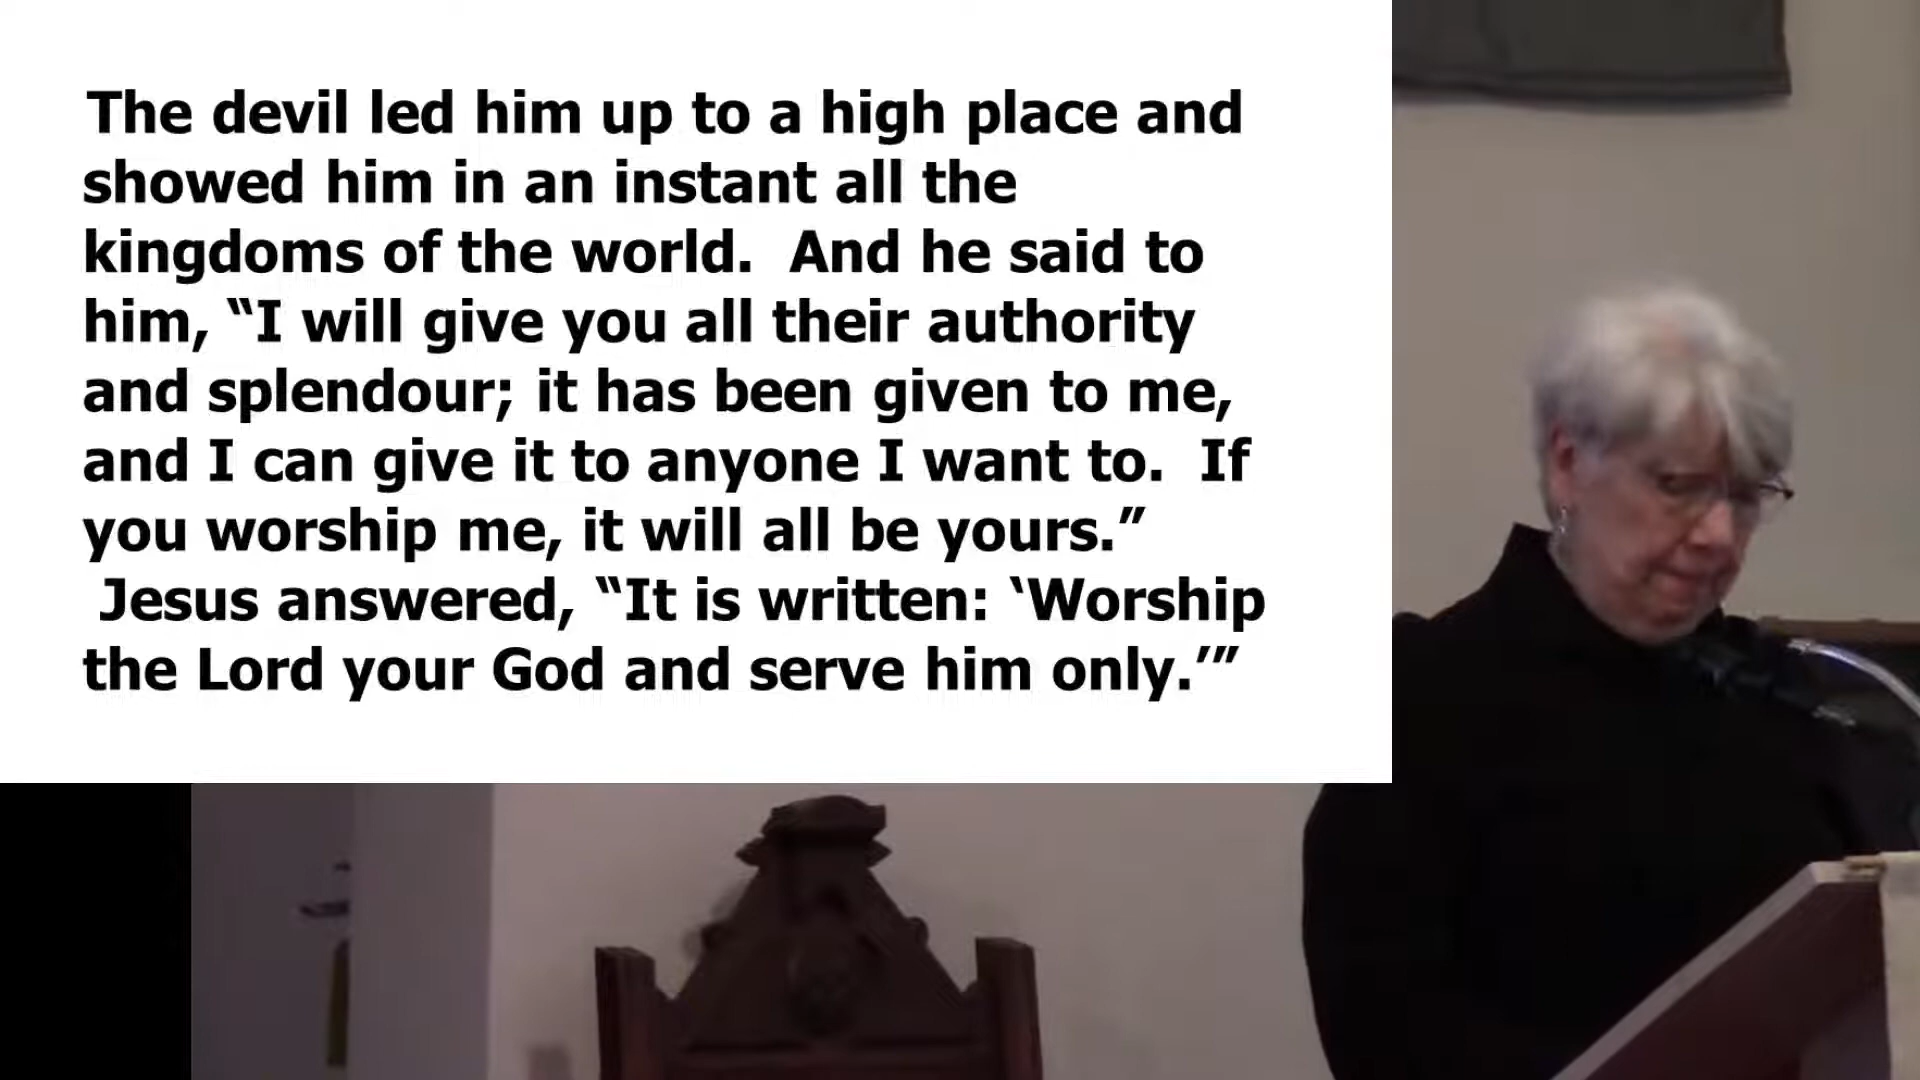 The devil led him up to a high place and
showed him in an instant all the
kingdoms of the world.  And he said to
him, “I will give you all their authority
and splendour; it has been given to me,
and I can give it to anyone I want to.  If
you worship me, it will all be yours.”
Jesus answered, “It is written: ‘Worship
the Lord your God and serve him only.’”